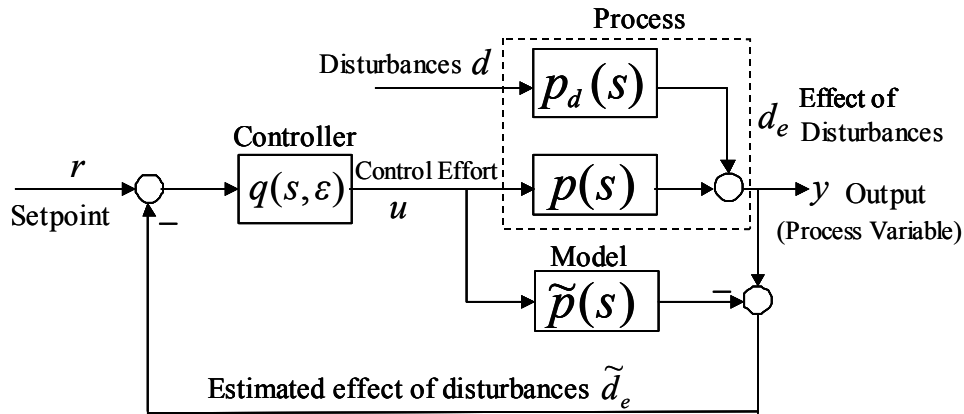 Process
Disturbances d
p_d(s)
d_e
Effect of
Disturbances
Controller
r
Setpoint
−
q(s, ε)
Control Effort
u
p(s)
y
Output
(Process Variable)
Model
p̃(s)
−
Estimated effect of disturbances d̃_e